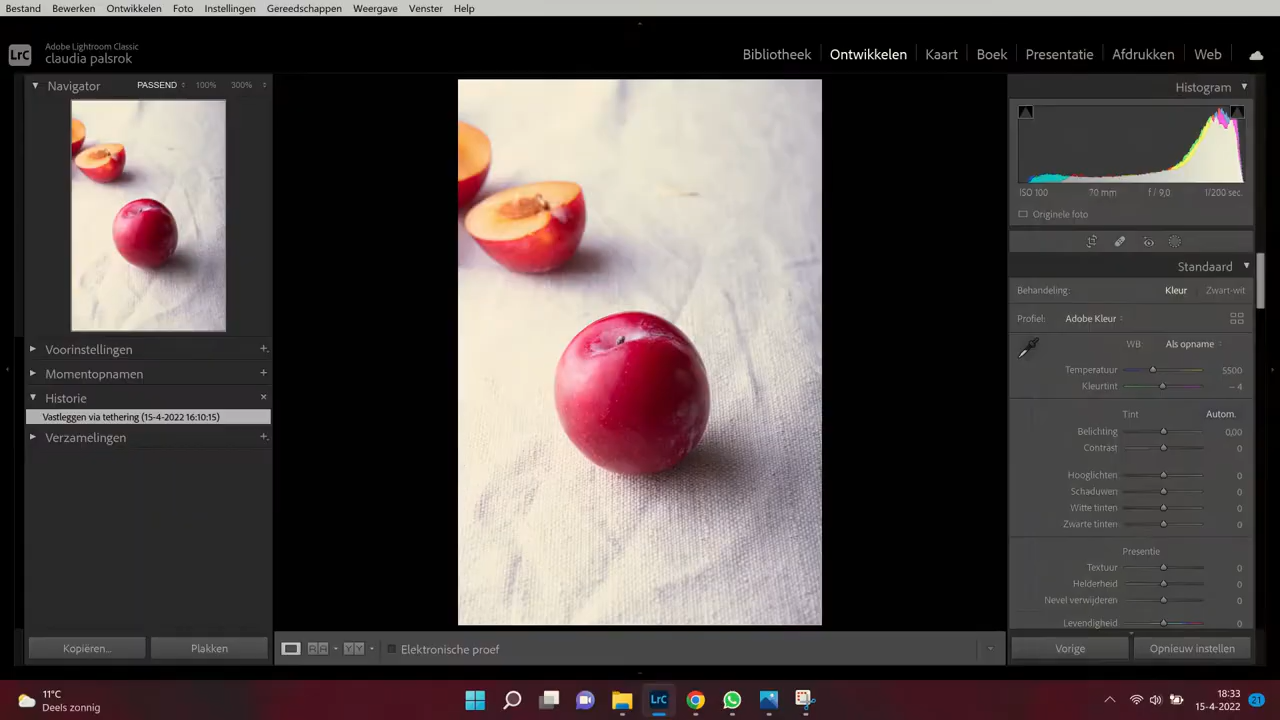 Bestand Bewerken Ontwikkelen Foto Instellingen Gereedschappen Weergave Venster Help
LrC
Adobe Lightroom Classic
claudia palsrok
Bibliotheek Ontwikkelen Kaart Boek Presentatie Afdrukken Web
Navigator PASSEND 100% 300%
Voorinstellingen
Momentopnamen
Historie
Vastleggen via tethering (15-4-2022 16:10:15)
Verzamelingen
Kopiëren... Plakken
Elektronische proef
Histogram
ISO 100 70 mm f / 9,0 1/200 sec.
Originele foto
Standaard
Behandeling: Kleur Zwart-wit
Profiel: Adobe Kleur
WB: Als opname
Temperatuur 5500
Kleurtint – 4
Tint Autom.
Belichting 0,00
Contrast 0
Hooglichten 0
Schaduwen 0
Witte tinten 0
Zwarte tinten 0
Presentie
Textuur 0
Helderheid 0
Nevel verwijderen 0
Levendigheid 0
Vorige Opnieuw instellen
11°C
Deels zonnig
LrC
18:33
15-4-2022
21